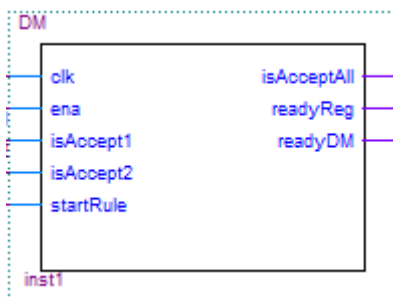 DM
clk isAcceptAll
ena readyReg
isAccept1 readyDM
isAccept2
startRule
inst1